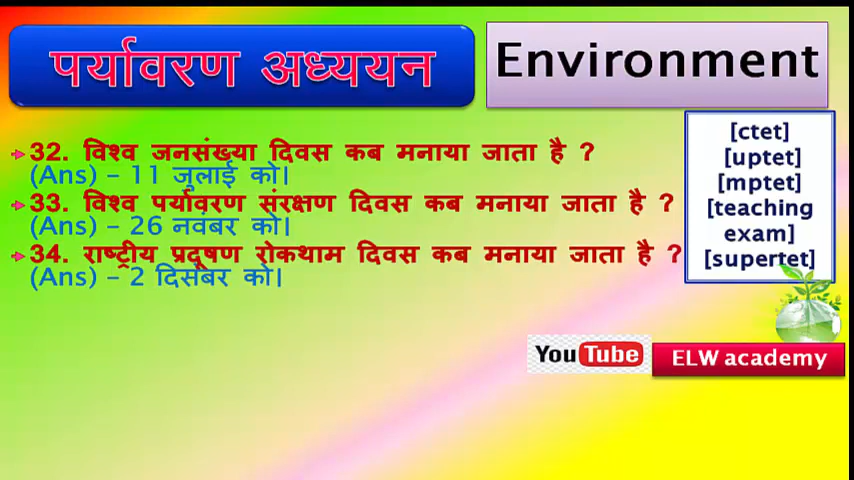 पर्यावरण अध्ययन
Environment
32. विश्व जनसंख्या दिवस कब मनाया जाता है ?
(Ans) – 11 जूलाई को।
33. विश्व पर्यावरण संरक्षण दिवस कब मनाया जाता है ?
(Ans) – 26 नवंबर को।
34. राष्ट्रीय प्रदूषण रोकथाम दिवस कब मनाया जाता है ?
(Ans) – 2 दिसंबर को।
[ctet]
[uptet]
[mptet]
[teaching
exam]
[supertet]
YouTube
ELW academy